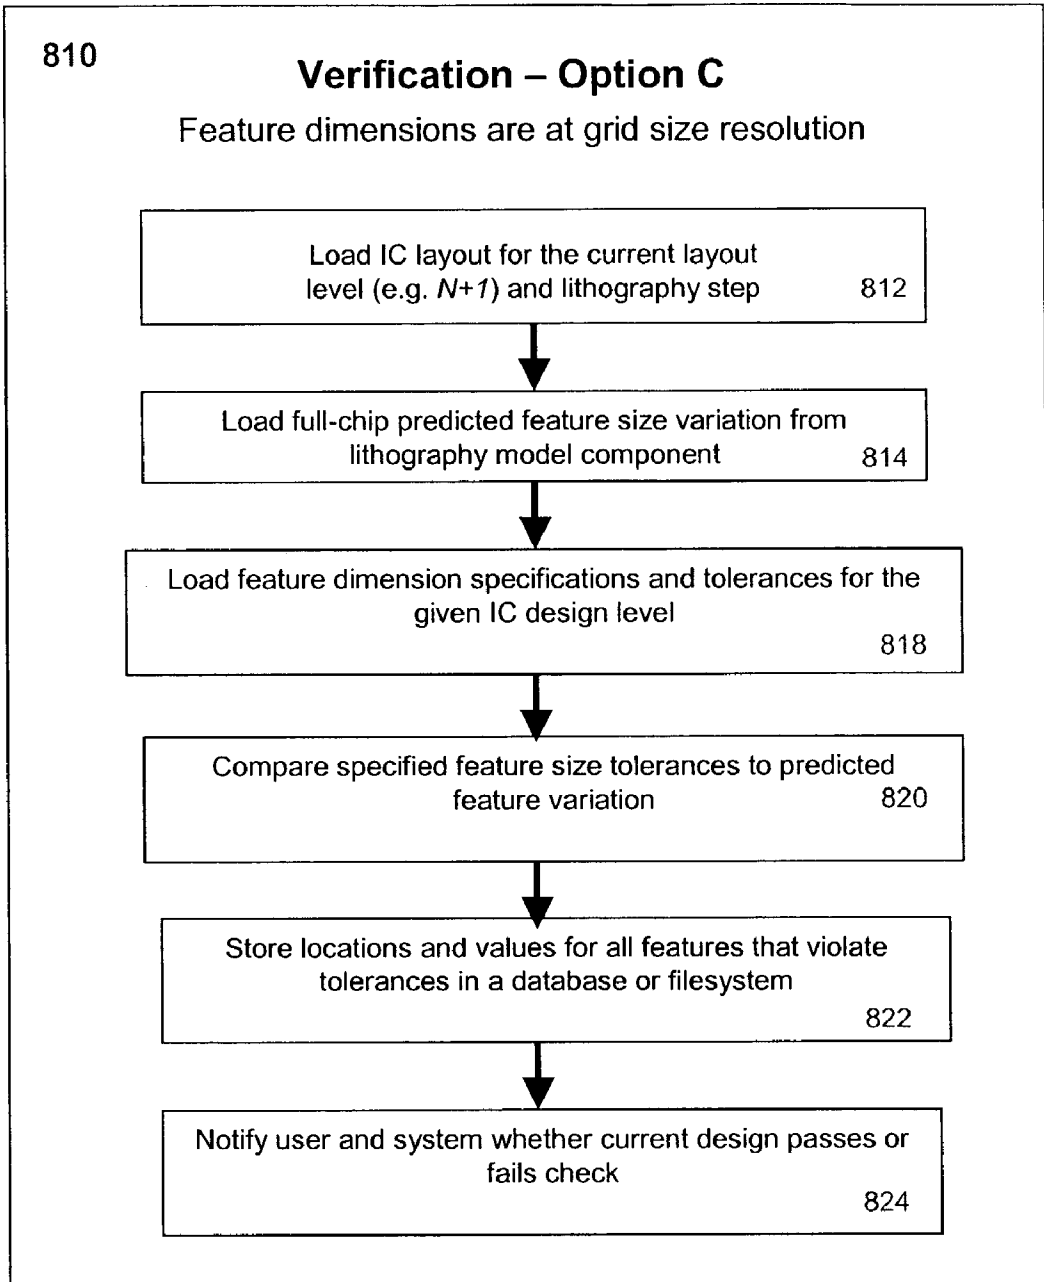 810
Verification – Option C
Feature dimensions are at grid size resolution
Load IC layout for the current layout
level (e.g. N+1) and lithography step
812
Load full-chip predicted feature size variation from
lithography model component
814
Load feature dimension specifications and tolerances for the
given IC design level
818
Compare specified feature size tolerances to predicted
feature variation
820
Store locations and values for all features that violate
tolerances in a database or filesystem
822
Notify user and system whether current design passes or
fails check
824